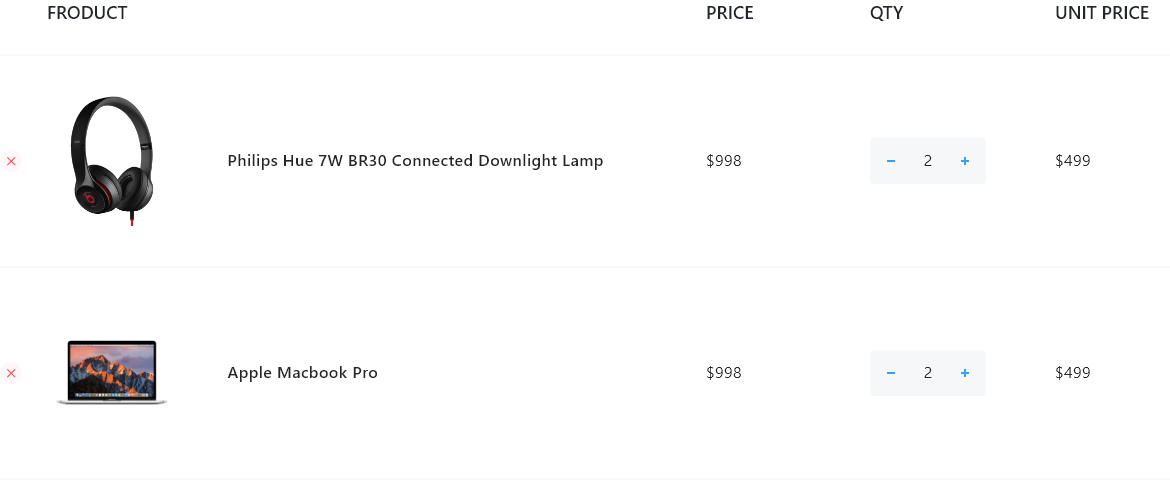 FRODUCT PRICE QTY UNIT PRICE
Philips Hue 7W BR30 Connected Downlight Lamp $998 − 2 + $499
Apple Macbook Pro $998 − 2 + $499